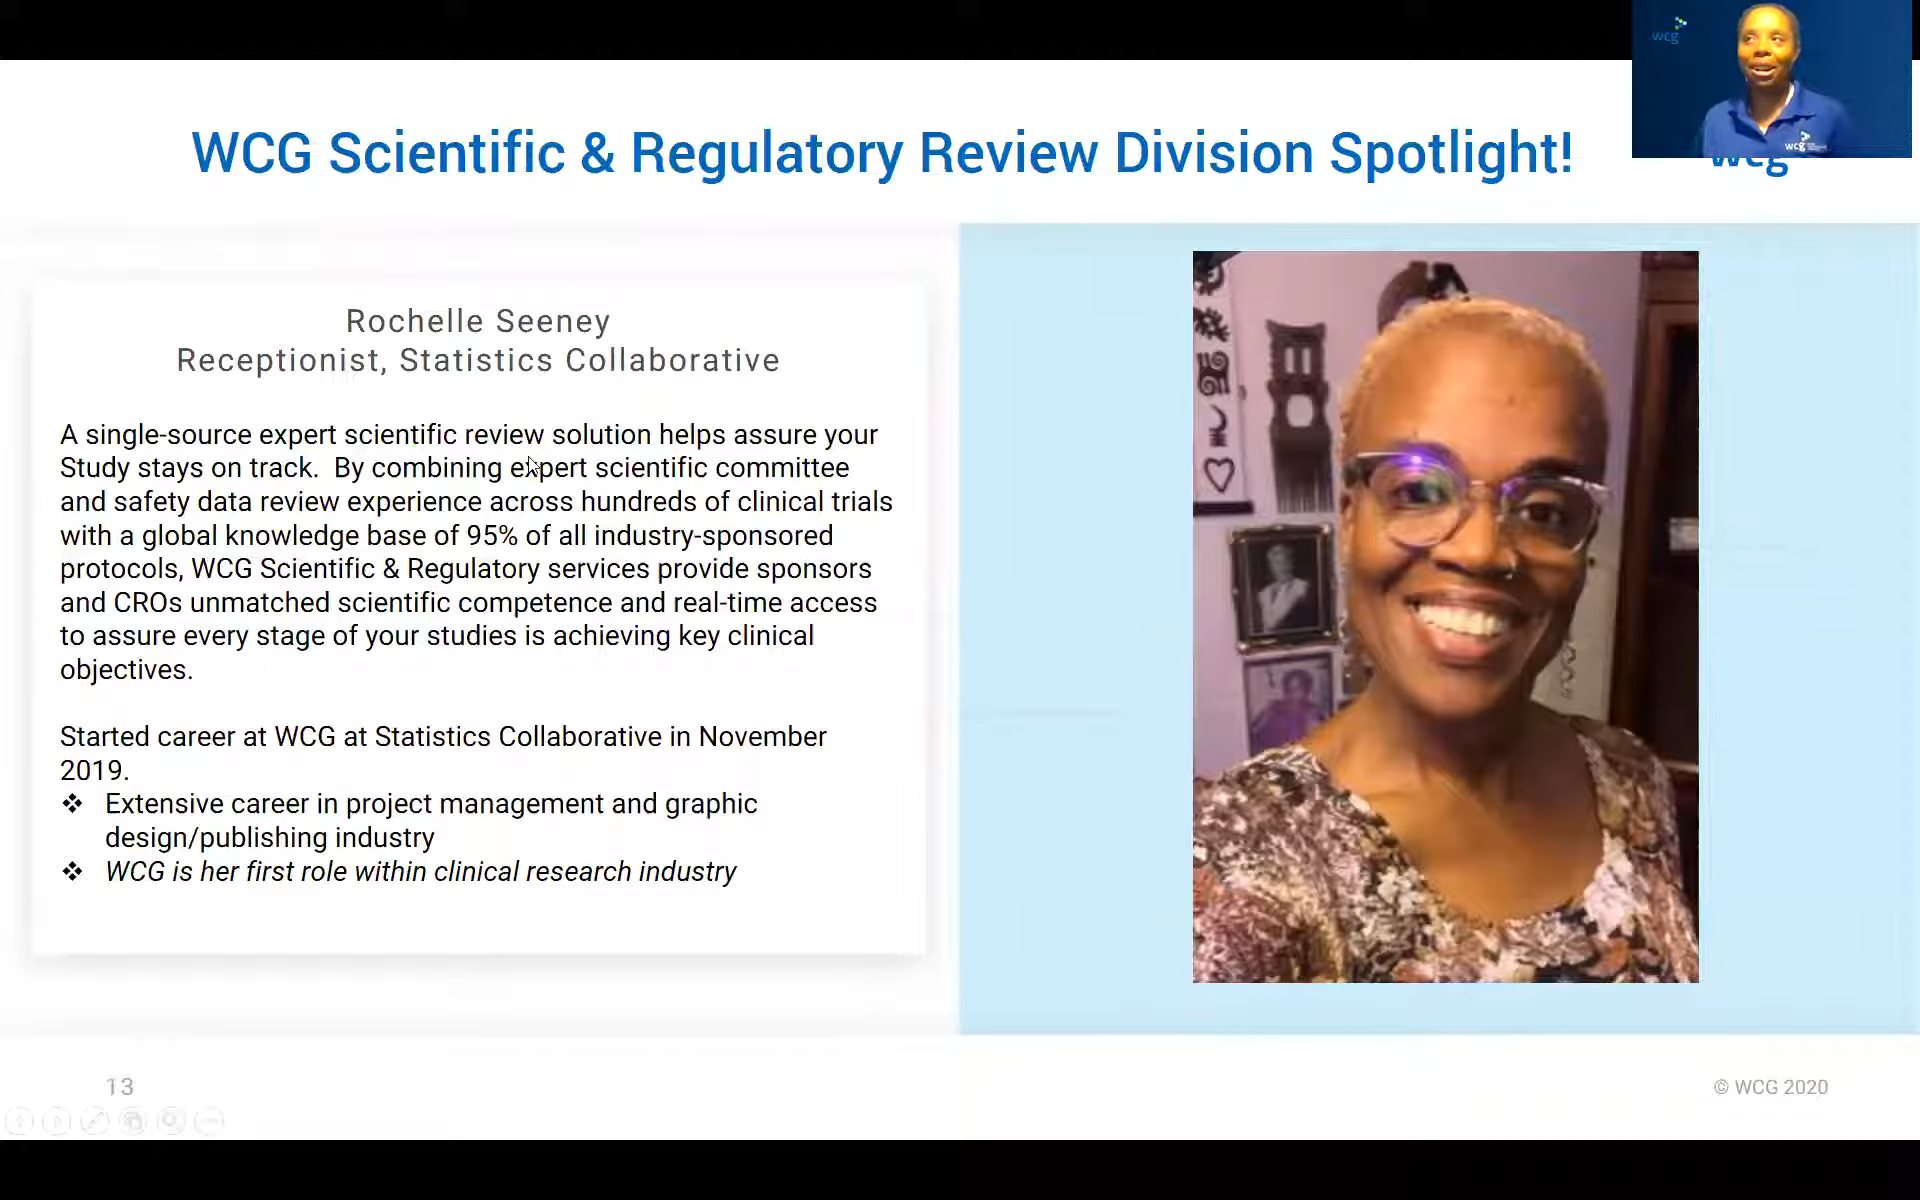 wcg
WCG Scientific & Regulatory Review Division Spotlight!
wcg
wcg
Rochelle Seeney
Receptionist, Statistics Collaborative
A single-source expert scientific review solution helps assure your
Study stays on track. By combining expert scientific committee
and safety data review experience across hundreds of clinical trials
with a global knowledge base of 95% of all industry-sponsored
protocols, WCG Scientific & Regulatory services provide sponsors
and CROs unmatched scientific competence and real-time access
to assure every stage of your studies is achieving key clinical
objectives.
Started career at WCG at Statistics Collaborative in November
2019.
❖ Extensive career in project management and graphic
design/publishing industry
❖ WCG is her first role within clinical research industry
13
© WCG 2020